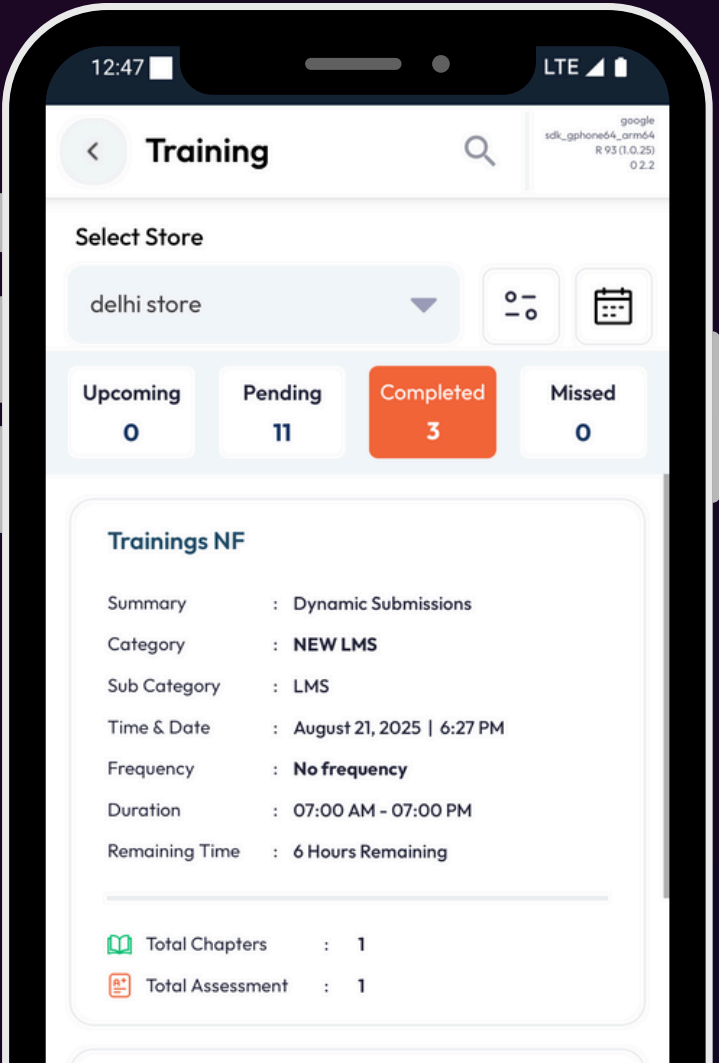 12:47
LTE
Training
google
sdk_gphone64_arm64
R 93 (1.0.25)
0 2.2
Select Store
delhi store
Upcoming Pending Completed Missed
0 11 3 0
Trainings NF
Summary : Dynamic Submissions
Category : NEW LMS
Sub Category : LMS
Time & Date : August 21, 2025 | 6:27 PM
Frequency : No frequency
Duration : 07:00 AM - 07:00 PM
Remaining Time : 6 Hours Remaining
Total Chapters : 1
A+
Total Assessment : 1